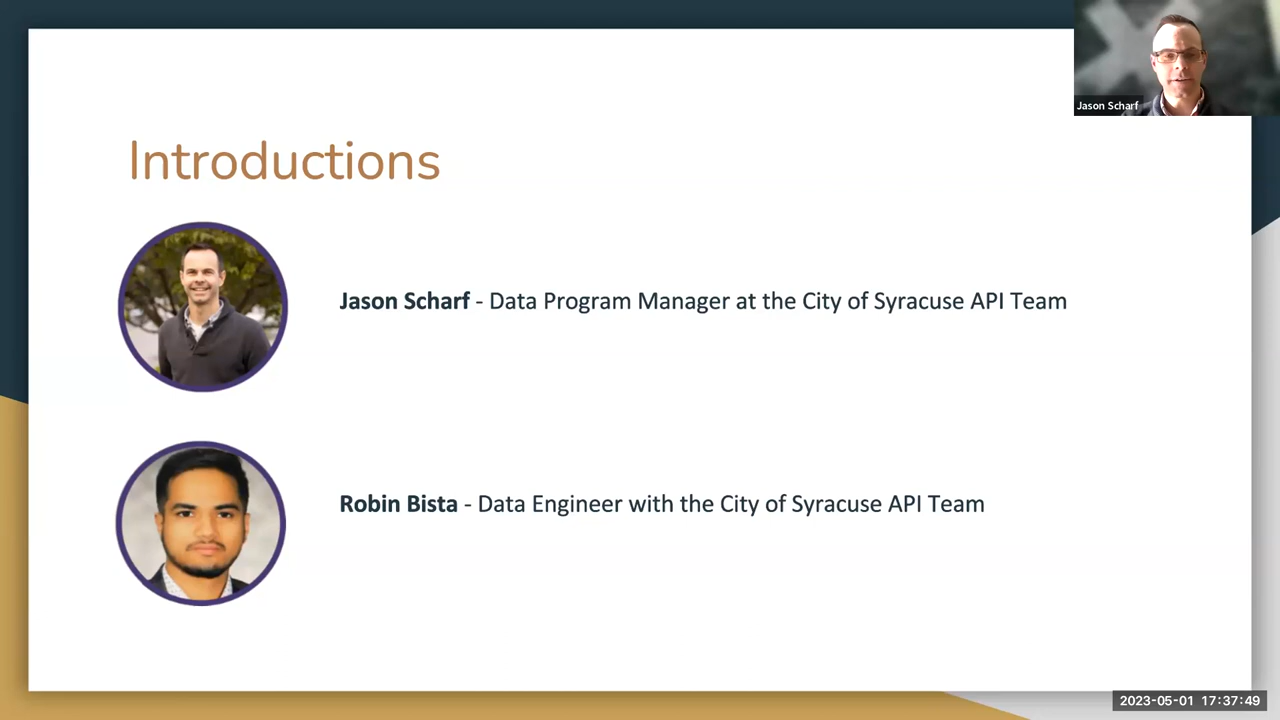 Jason Scharf
Introductions
Jason Scharf - Data Program Manager at the City of Syracuse API Team
Robin Bista - Data Engineer with the City of Syracuse API Team
2023-05-01 17:37:49